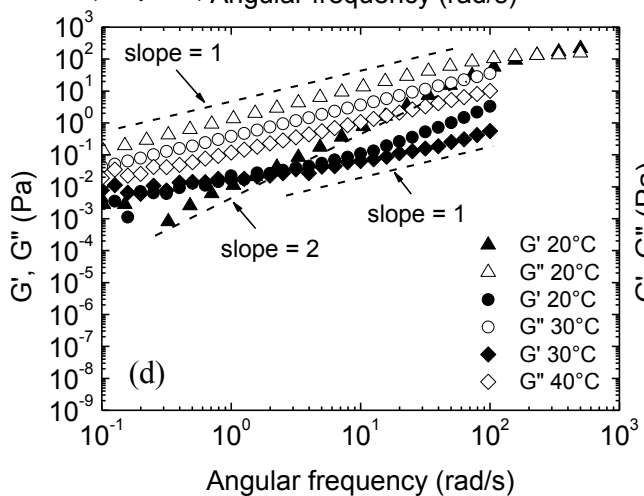 Angular frequency (rad/s)
10³
10²
10¹
10⁰
10⁻¹
10⁻²
10⁻³
10⁻⁴
10⁻⁵
10⁻⁶
10⁻⁷
10⁻⁸
10⁻⁹
G', G'' (Pa)
slope = 1
slope = 2
slope = 1
G' 20°C
G'' 20°C
G' 20°C
G'' 30°C
G' 30°C
G'' 40°C
(d)
10⁻¹ 10⁰ 10¹ 10² 10³
Angular frequency (rad/s)
G', G'' (Pa)